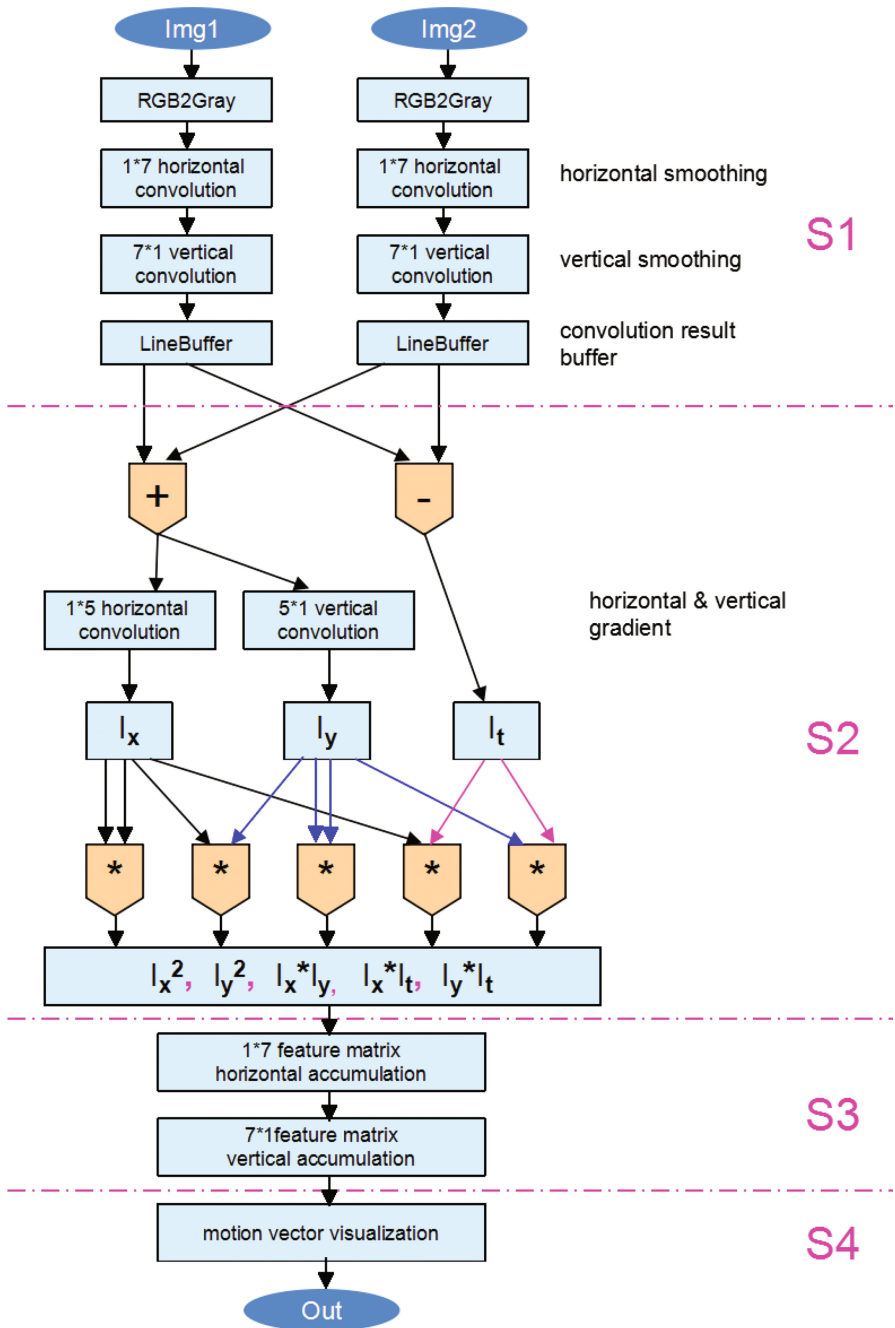 Img1
Img2
RGB2Gray
RGB2Gray
1*7 horizontal
convolution
1*7 horizontal
convolution
horizontal smoothing
S1
7*1 vertical
convolution
7*1 vertical
convolution
vertical smoothing
LineBuffer
LineBuffer
convolution result
buffer
+
-
1*5 horizontal
convolution
5*1 vertical
convolution
horizontal & vertical
gradient
Ix
Iy
It
S2
*
*
*
*
*
Ix2, Iy2, Ix*Iy, Ix*It, Iy*It
1*7 feature matrix
horizontal accumulation
S3
7*1feature matrix
vertical accumulation
motion vector visualization
S4
Out